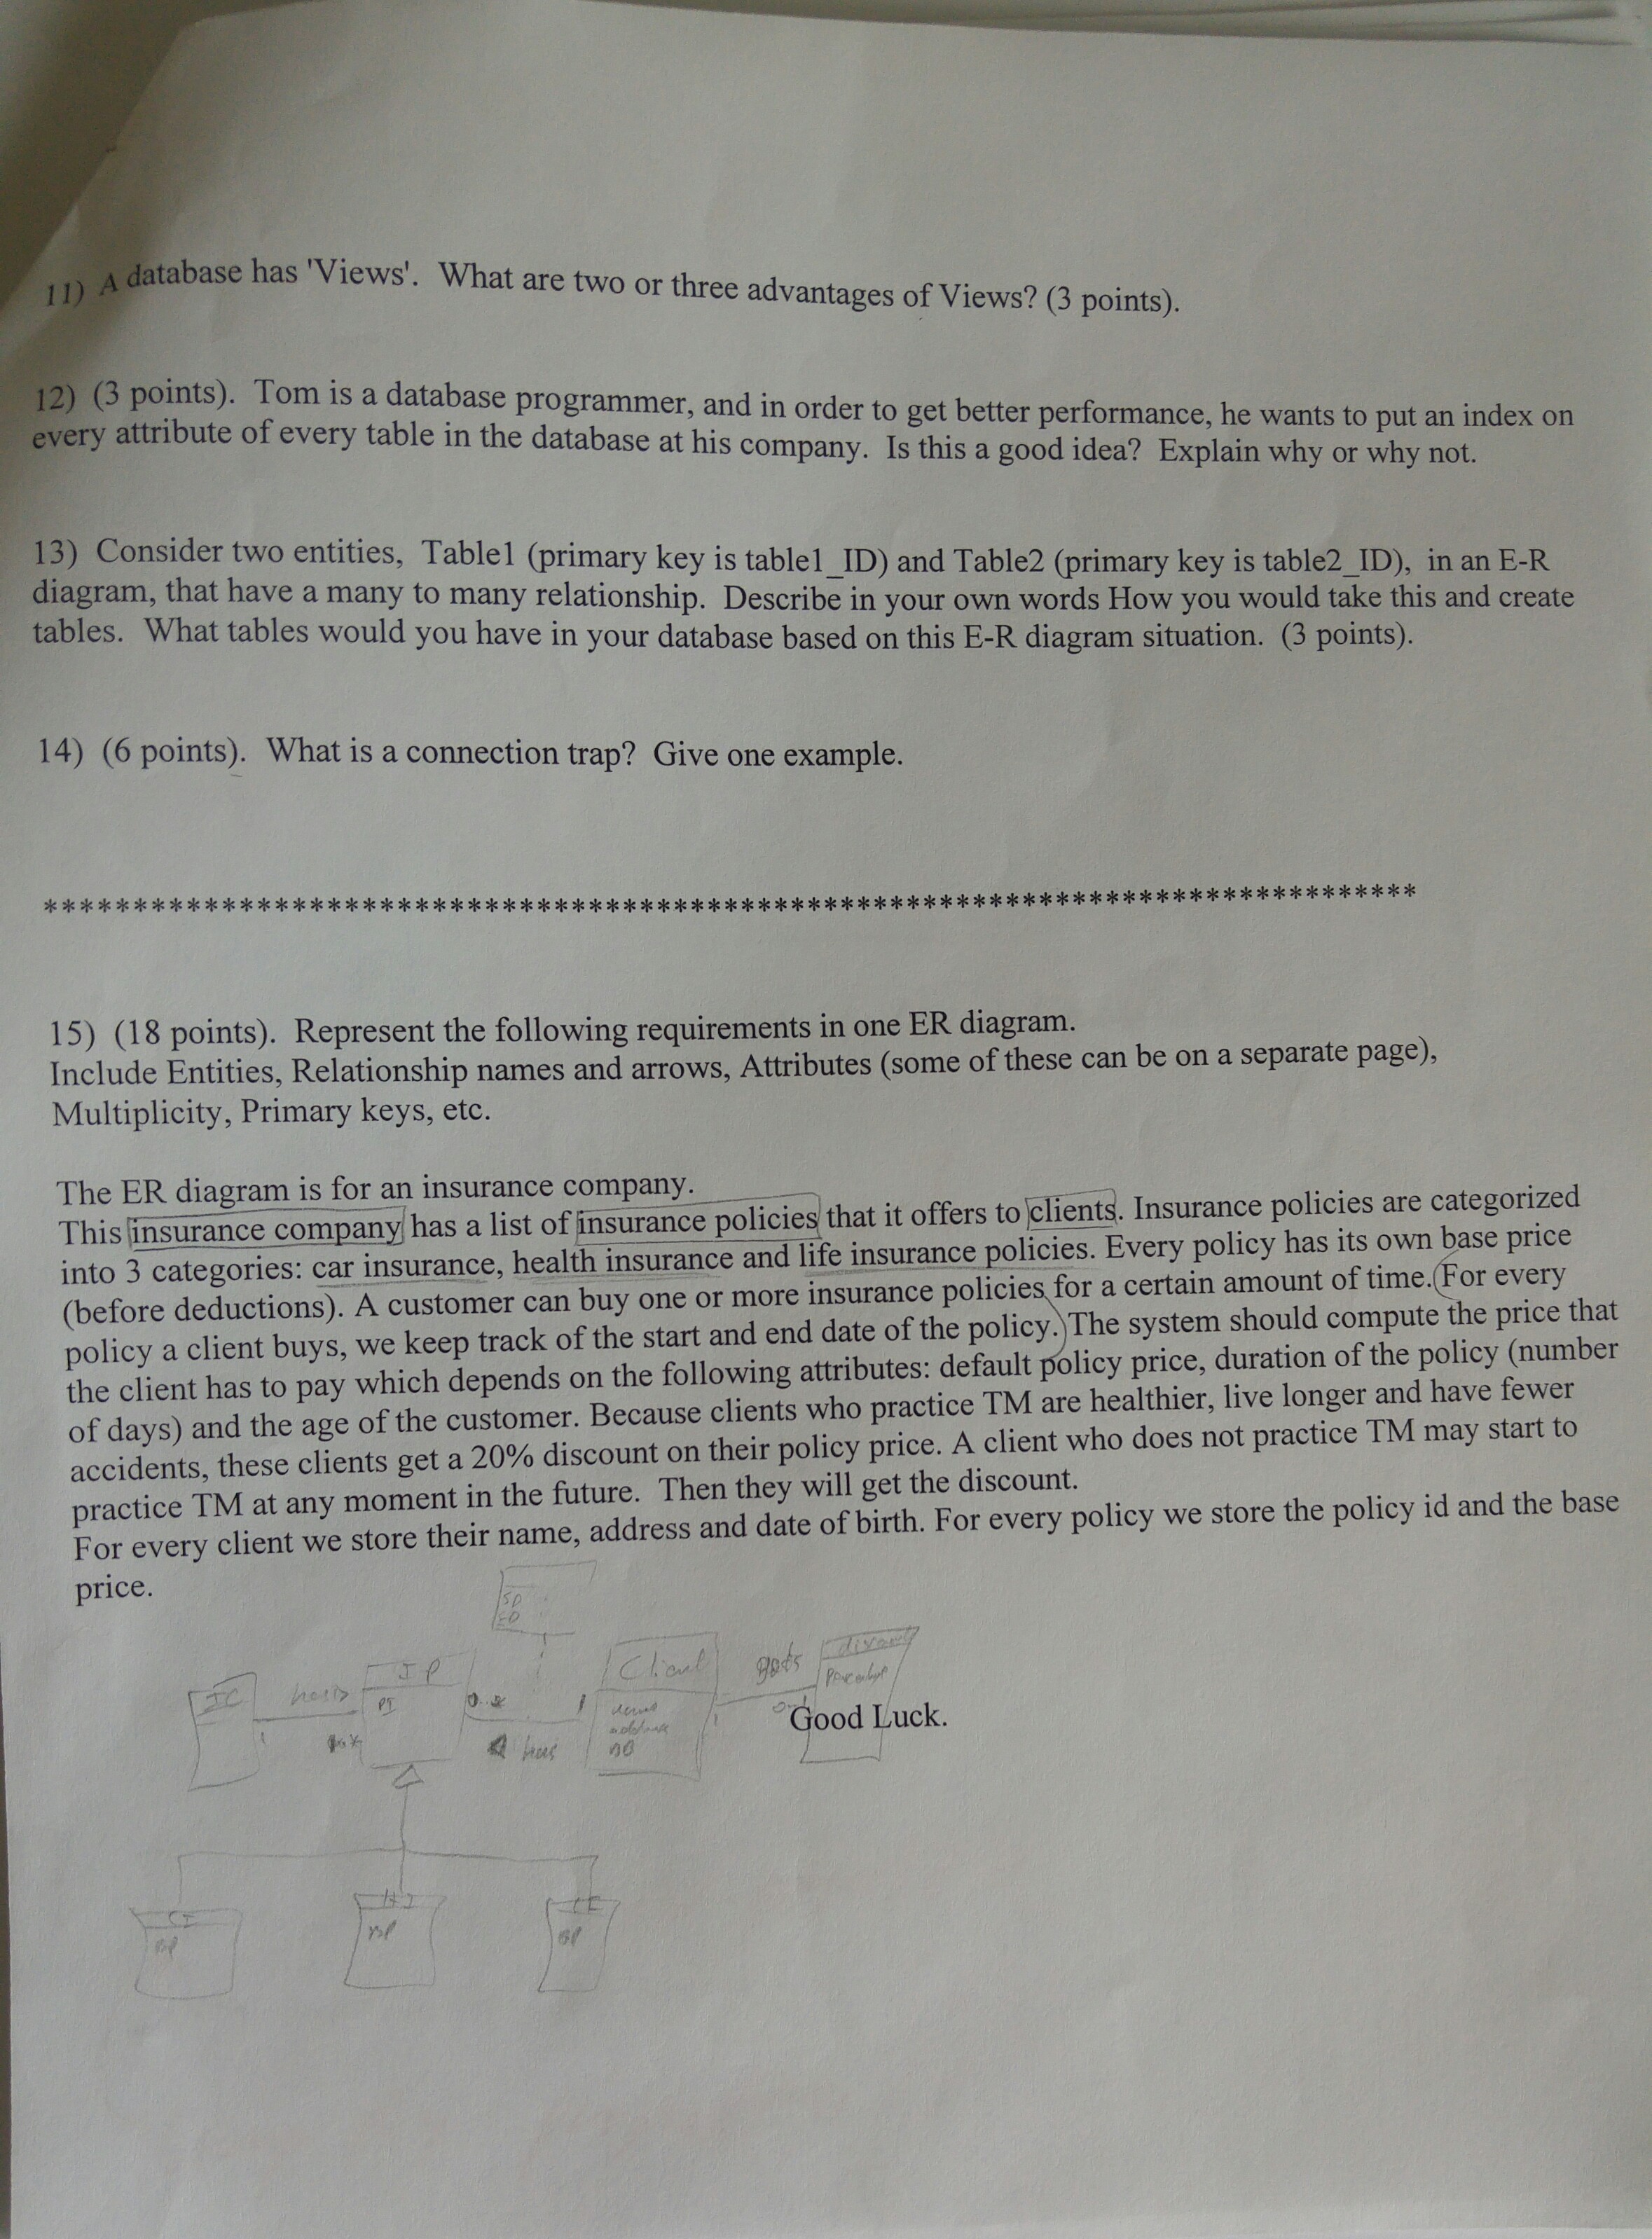 11) A database has 'Views'. What are two or three advantages of Views? (3 points).
12) (3 points). Tom is a database programmer, and in order to get better performance, he wants to put an index on
every attribute of every table in the database at his company. Is this a good idea? Explain why or why not.
13) Consider two entities, Table1 (primary key is table1_ID) and Table2 (primary key is table2_ID), in an E-R
diagram, that have a many to many relationship. Describe in your own words How you would take this and create
tables. What tables would you have in your database based on this E-R diagram situation. (3 points).
14) (6 points). What is a connection trap? Give one example.
******************************************************************************
15) (18 points). Represent the following requirements in one ER diagram.
Include Entities, Relationship names and arrows, Attributes (some of these can be on a separate page),
Multiplicity, Primary keys, etc.
The ER diagram is for an insurance company.
This insurance company has a list of insurance policies that it offers to clients. Insurance policies are categorized
into 3 categories: car insurance, health insurance and life insurance policies. Every policy has its own base price
(before deductions). A customer can buy one or more insurance policies for a certain amount of time. (For every
policy a client buys, we keep track of the start and end date of the policy.) The system should compute the price that
the client has to pay which depends on the following attributes: default policy price, duration of the policy (number
of days) and the age of the customer. Because clients who practice TM are healthier, live longer and have fewer
accidents, these clients get a 20% discount on their policy price. A client who does not practice TM may start to
practice TM at any moment in the future. Then they will get the discount.
For every client we store their name, address and date of birth. For every policy we store the policy id and the base
price.
SD
ED
IC
IP
Client
gets
PI
0..*
1
has
Good Luck.
CI
HI
BP
BP
BP